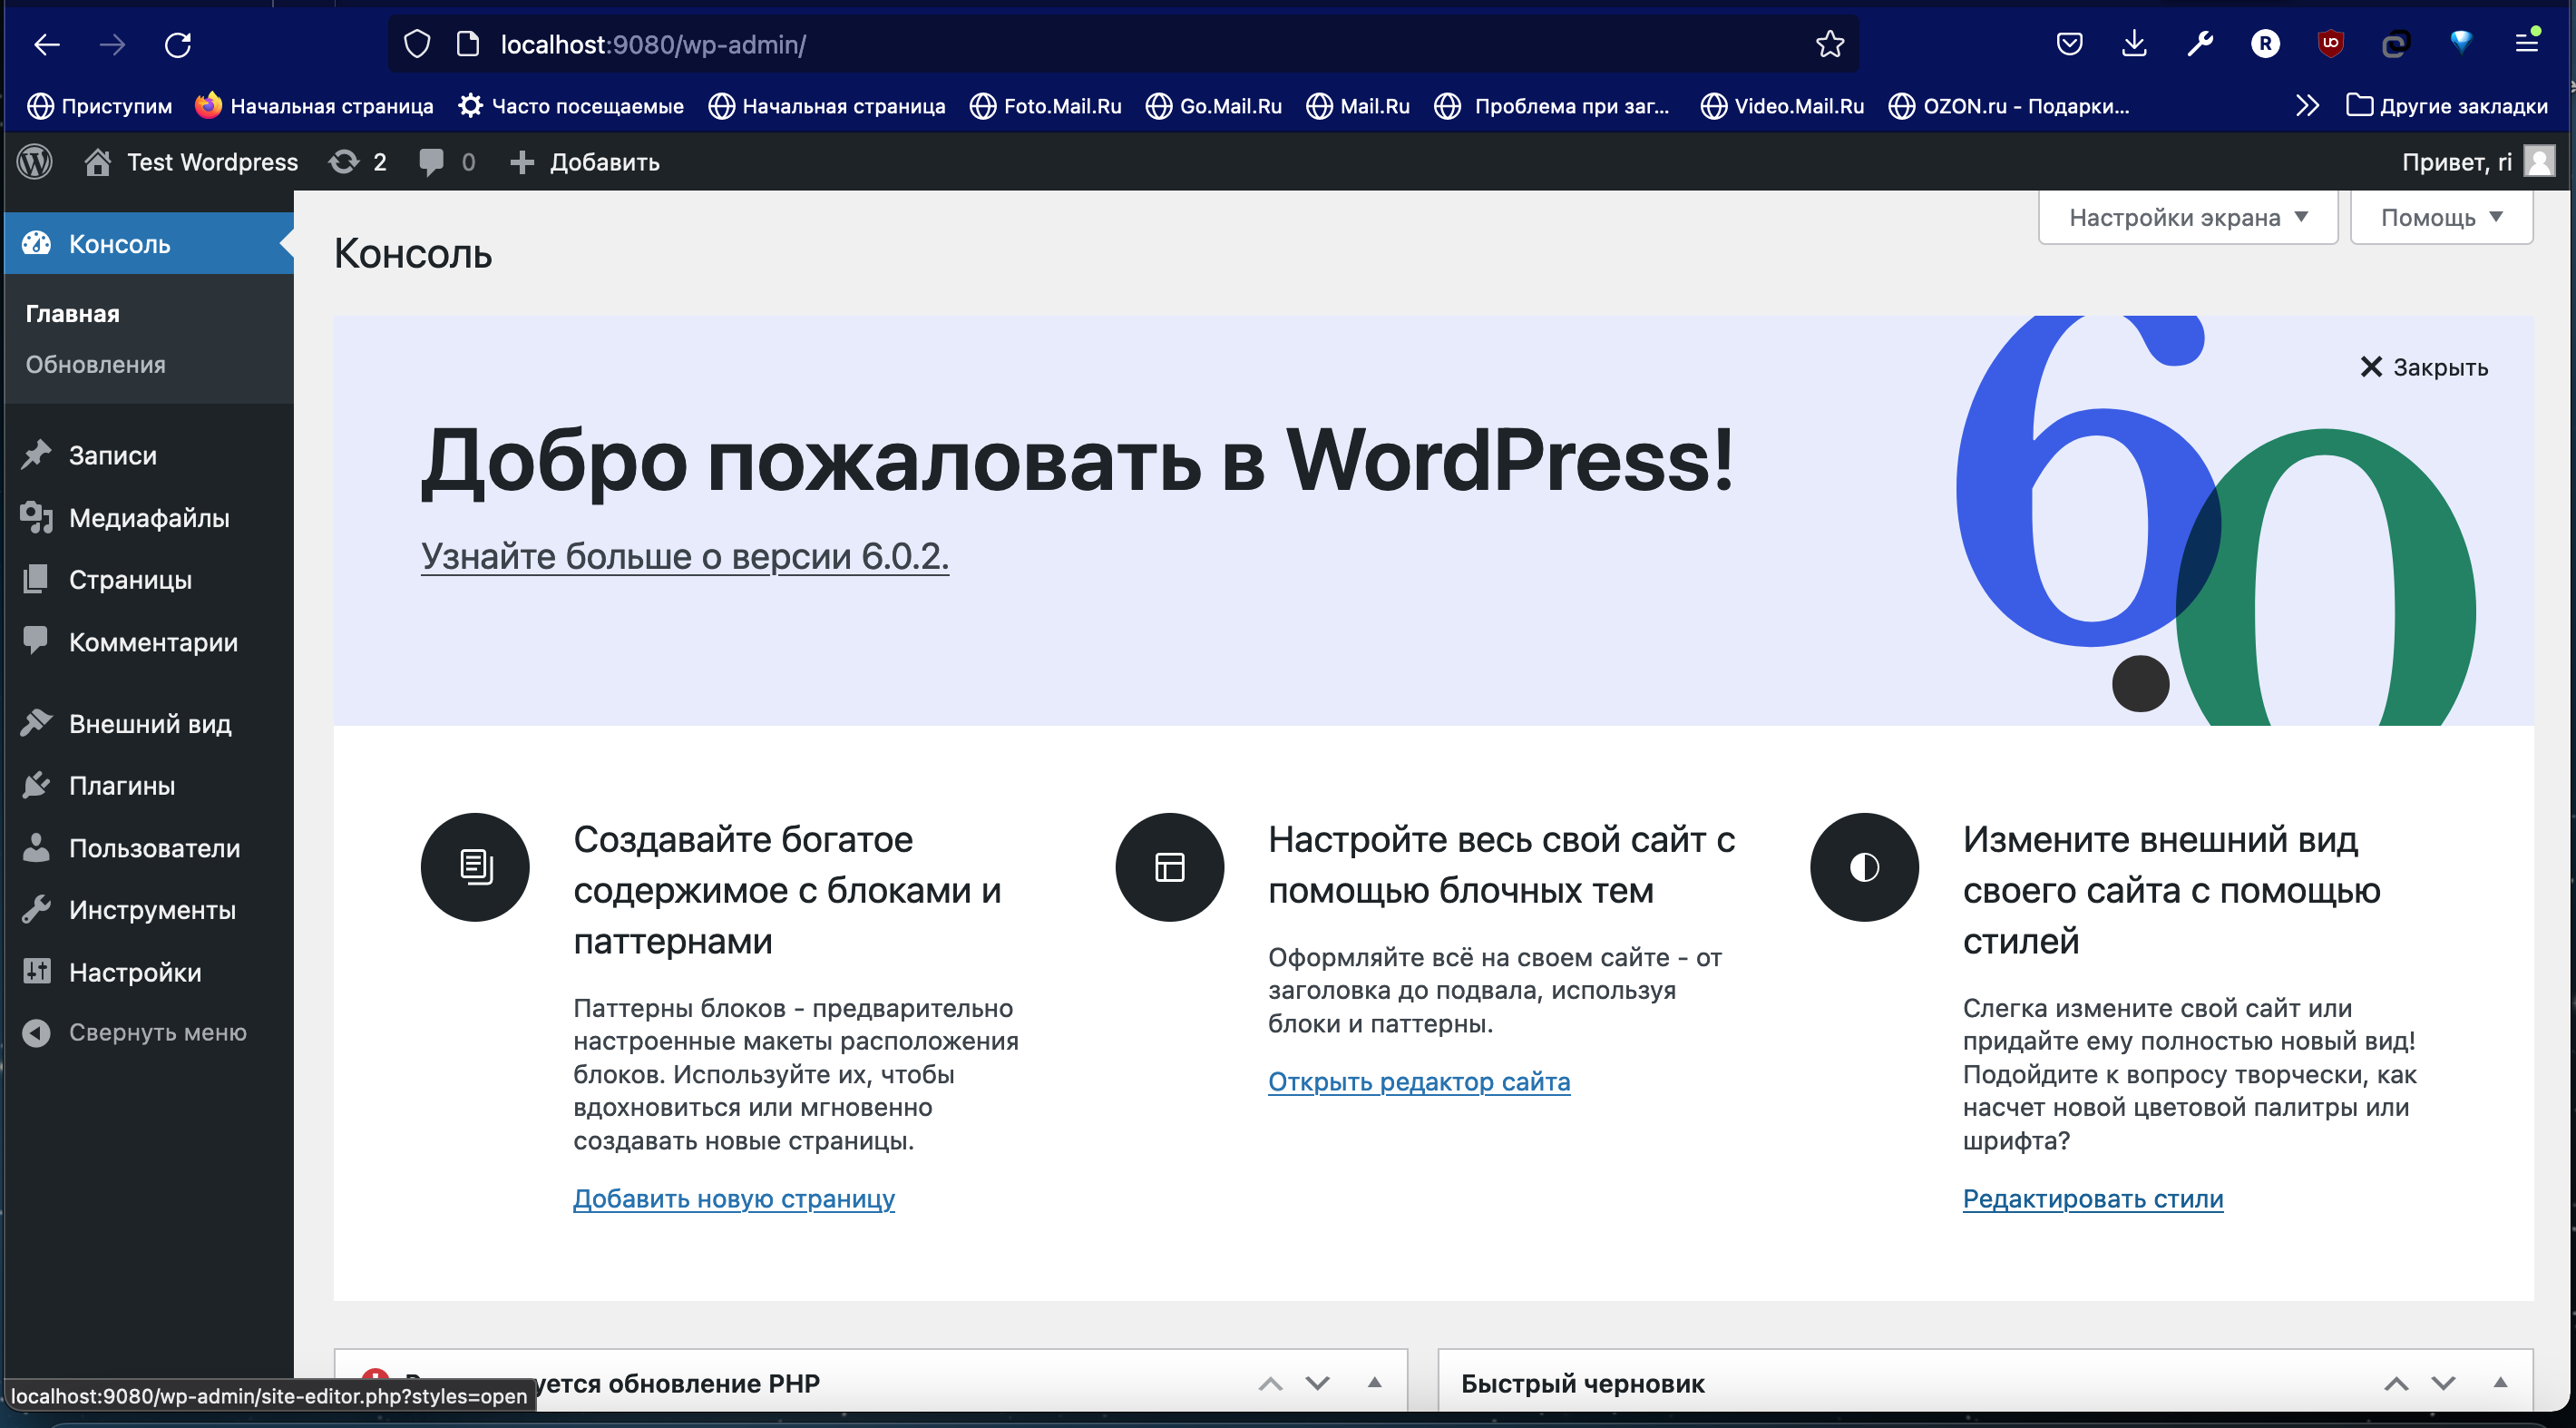 localhost:9080/wp-admin/
Приступим Начальная страница Часто посещаемые Начальная страница Foto.Mail.Ru Go.Mail.Ru Mail.Ru Проблема при заг... Video.Mail.Ru OZON.ru - Подарки... Другие закладки
Test Wordpress 2 0 Добавить Привет, ri
Настройки экрана Помощь
Консоль
Главная
Обновления
Записи
Медиафайлы
Страницы
Комментарии
Внешний вид
Плагины
Пользователи
Инструменты
Настройки
Свернуть меню
Консоль
Закрыть
Добро пожаловать в WordPress!
Узнайте больше о версии 6.0.2.
6.0
Создавайте богатое
содержимое с блоками и
паттернами
Паттерны блоков - предварительно
настроенные макеты расположения
блоков. Используйте их, чтобы
вдохновиться или мгновенно
создавать новые страницы.
Добавить новую страницу
Настройте весь свой сайт с
помощью блочных тем
Оформляйте всё на своем сайте - от
заголовка до подвала, используя
блоки и паттерны.
Открыть редактор сайта
Измените внешний вид
своего сайта с помощью
стилей
Слегка измените свой сайт или
придайте ему полностью новый вид!
Подойдите к вопросу творчески, как
насчет новой цветовой палитры или
шрифта?
Редактировать стили
обновление PHP
Быстрый черновик
localhost:9080/wp-admin/site-editor.php?styles=open